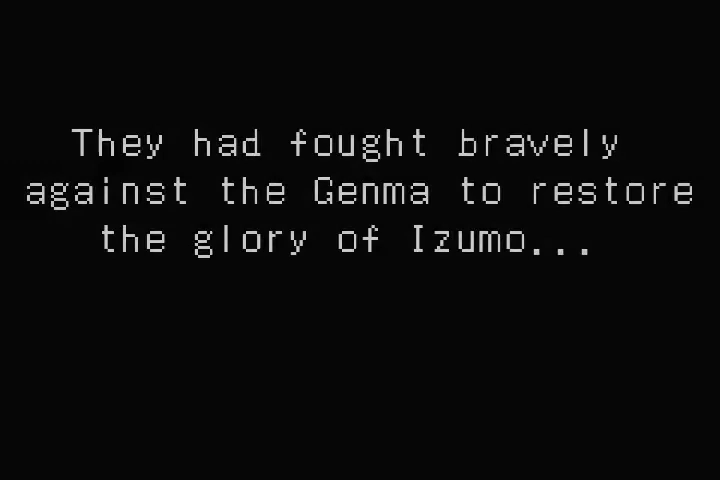 They had fought bravely
against the Genma to restore
the glory of Izumo...